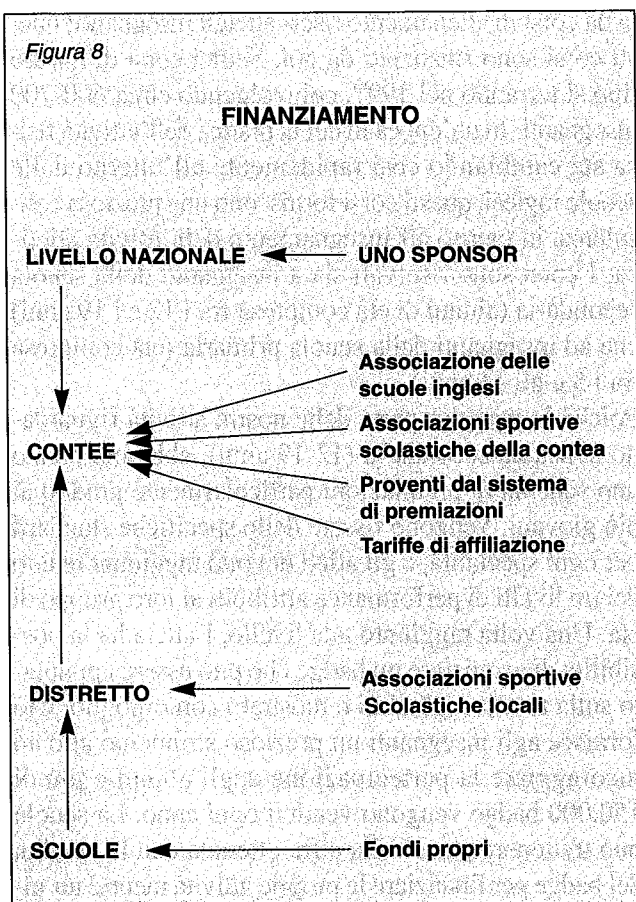 Figura 8
FINANZIAMENTO
LIVELLO NAZIONALE
UNO SPONSOR
Associazione delle
scuole inglesi
CONTEE
Associazioni sportive
scolastiche della contea
Proventi dal sistema
di premiazioni
Tariffe di affiliazione
DISTRETTO
Associazioni sportive
Scolastiche locali
SCUOLE
Fondi propri